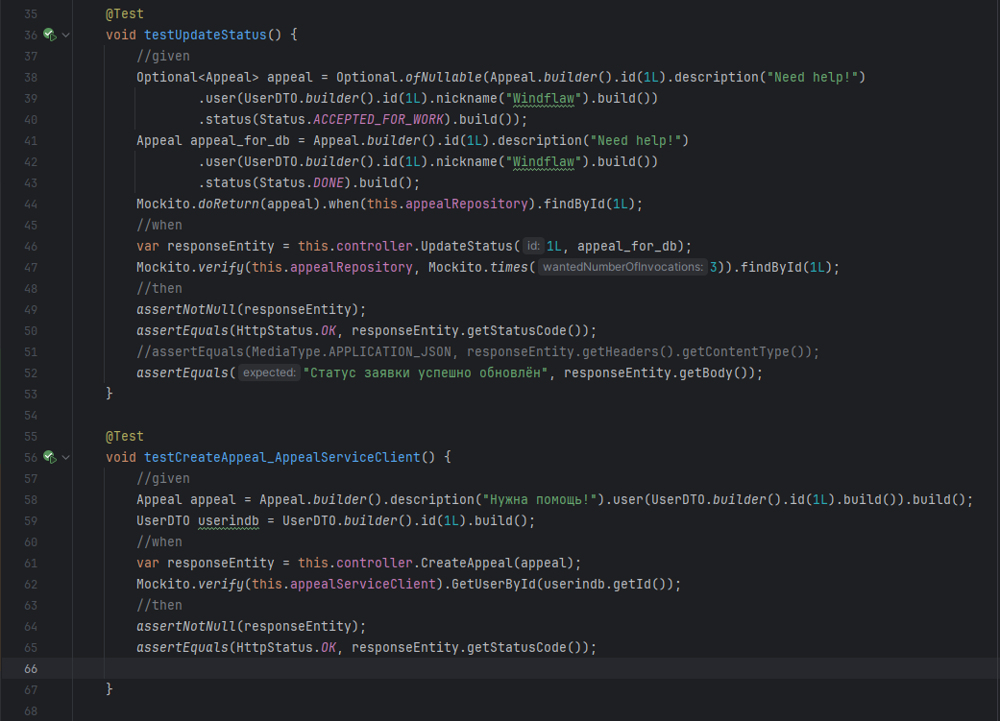 35 @Test
36 void testUpdateStatus() {
37 //given
38 Optional<Appeal> appeal = Optional.ofNullable(Appeal.builder().id(1L).description("Need help!")
39 .user(UserDTO.builder().id(1L).nickname("Windflaw").build())
40 .status(Status.ACCEPTED_FOR_WORK).build());
41 Appeal appeal_for_db = Appeal.builder().id(1L).description("Need help!")
42 .user(UserDTO.builder().id(1L).nickname("Windflaw").build())
43 .status(Status.DONE).build();
44 Mockito.doReturn(appeal).when(this.appealRepository).findById(1L);
45 //when
46 var responseEntity = this.controller.UpdateStatus( id: 1L, appeal_for_db);
47 Mockito.verify(this.appealRepository, Mockito.times( wantedNumberOfInvocations: 3)).findById(1L);
48 //then
49 assertNotNull(responseEntity);
50 assertEquals(HttpStatus.OK, responseEntity.getStatusCode());
51 //assertEquals(MediaType.APPLICATION_JSON, responseEntity.getHeaders().getContentType());
52 assertEquals( expected: "Статус заявки успешно обновлён", responseEntity.getBody());
53 }
54
55 @Test
56 void testCreateAppeal_AppealServiceClient() {
57 //given
58 Appeal appeal = Appeal.builder().description("Нужна помощь!").user(UserDTO.builder().id(1L).build()).build();
59 UserDTO userindb = UserDTO.builder().id(1L).build();
60 //when
61 var responseEntity = this.controller.CreateAppeal(appeal);
62 Mockito.verify(this.appealServiceClient).GetUserById(userindb.getId());
63 //then
64 assertNotNull(responseEntity);
65 assertEquals(HttpStatus.OK, responseEntity.getStatusCode());
66
67 }
68